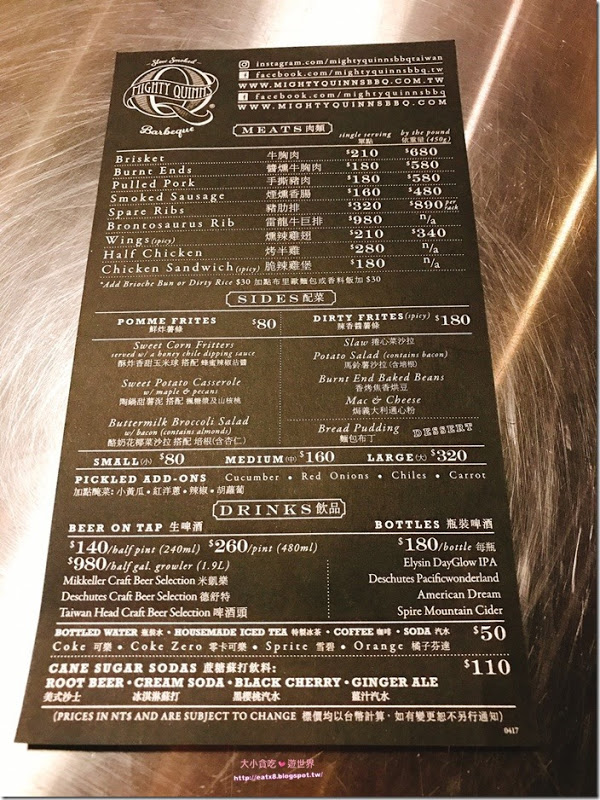 Slow Smoked
MIGHTY QUINN'S
Barbeque
instagram.com/mightyquinnsbbqtaiwan
facebook.com/mightyquinnsbbq.tw
WWW.MIGHTYQUINNSBBQ.COM.TW
facebook.com/mightyquinnsbbq
WWW.MIGHTYQUINNSBBQ.COM
MEATS 肉類
single serving 單點
by the pound 依重量 (450g)
Brisket 牛胸肉 $210 $680
Burnt Ends 醬燻牛胸肉 $180 $580
Pulled Pork 手撕豬肉 $180 $580
Smoked Sausage 煙燻香腸 $160 $480
Spare Ribs 豬肋排 $320 $890/per rack
Brontosaurus Rib 雷龍牛巨排 $980 n/a
Wings (spicy) 燻辣雞翅 $210 $340
Half Chicken 烤半雞 $280 n/a
Chicken Sandwich (spicy) 脆辣雞堡 $180 n/a
*Add Brioche Bun or Dirty Rice $30 加點布里歐麵包或香料飯加 $30
SIDES 配菜
POMME FRITES $80
鮮炸薯條
DIRTY FRITES (spicy) $180
辣香醬薯條
Sweet Corn Fritters
served w/ a honey chile dipping sauce
酥炸香甜玉米球 搭配 蜂蜜辣椒沾醬
Sweet Potato Casserole
w/ maple & pecans
陶鍋甜薯泥 搭配 楓糖漿及山核桃
Buttermilk Broccoli Salad
w/ bacon (contains almonds)
酪奶花椰菜沙拉 搭配 培根(含杏仁)
Slaw 捲心菜沙拉
Potato Salad (contains bacon)
馬鈴薯沙拉 (含培根)
Burnt End Baked Beans
香烤焦香烘豆
Mac & Cheese
焗義大利通心粉
Bread Pudding
麵包布丁
DESSERT
SMALL (小) $80 MEDIUM (中) $160 LARGE (大) $320
PICKLED ADD-ONS Cucumber • Red Onions • Chiles • Carrot
加點醃菜: 小黃瓜 • 紅洋蔥 • 辣椒 • 胡蘿蔔
DRINKS 飲品
BEER ON TAP 生啤酒
$140/half pint (240ml) $260/pint (480ml)
$980/half gal. growler (1.9L)
Mikkeller Craft Beer Selection 米凱樂
Deschutes Craft Beer Selection 德舒特
Taiwan Head Craft Beer Selection 啤酒頭
BOTTLES 瓶裝啤酒
$180/bottle 每瓶
Elysin DayGlow IPA
Deschutes Pacificwonderland
American Dream
Spire Mountain Cider
BOTTLED WATER 瓶裝水 • HOUSEMADE ICED TEA 特製冰茶 • COFFEE 咖啡 • SODA 汽水 $50
Coke 可樂 • Coke Zero 零卡可樂 • Sprite 雪碧 • Orange 橘子芬達
CANE SUGAR SODAS 蔗糖蘇打飲料: $110
ROOT BEER • CREAM SODA • BLACK CHERRY • GINGER ALE
美式沙士 冰淇淋蘇打 黑櫻桃汽水 薑汁汽水
(PRICES IN NT$ AND ARE SUBJECT TO CHANGE 標價均以台幣計算，如有變更恕不另行通知)
0417
大小貪吃❤遊世界
http://eatx8.blogspot.tw/